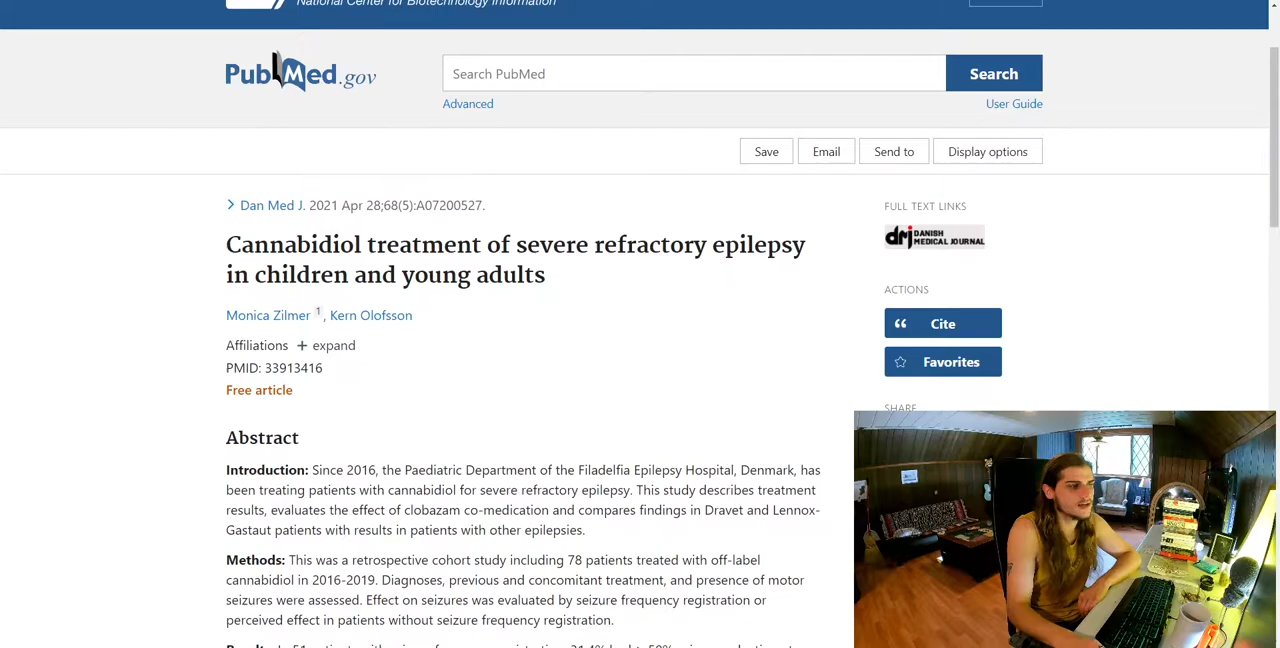 National Center for Biotechnology Information
PubMed.gov
Search PubMed
Search
Advanced
User Guide
Save
Email
Send to
Display options
Dan Med J. 2021 Apr 28;68(5):A07200527.
Cannabidiol treatment of severe refractory epilepsy
in children and young adults
Monica Zilmer 1, Kern Olofsson
Affiliations + expand
PMID: 33913416
Free article
Abstract
Introduction: Since 2016, the Paediatric Department of the Filadelfia Epilepsy Hospital, Denmark, has
been treating patients with cannabidiol for severe refractory epilepsy. This study describes treatment
results, evaluates the effect of clobazam co-medication and compares findings in Dravet and Lennox-
Gastaut patients with results in patients with other epilepsies.
Methods: This was a retrospective cohort study including 78 patients treated with off-label
cannabidiol in 2016-2019. Diagnoses, previous and concomitant treatment, and presence of motor
seizures were assessed. Effect on seizures was evaluated by seizure frequency registration or
perceived effect in patients without seizure frequency registration.
FULL TEXT LINKS
dmj DANISH
MEDICAL JOURNAL
ACTIONS
Cite
Favorites
SHARE